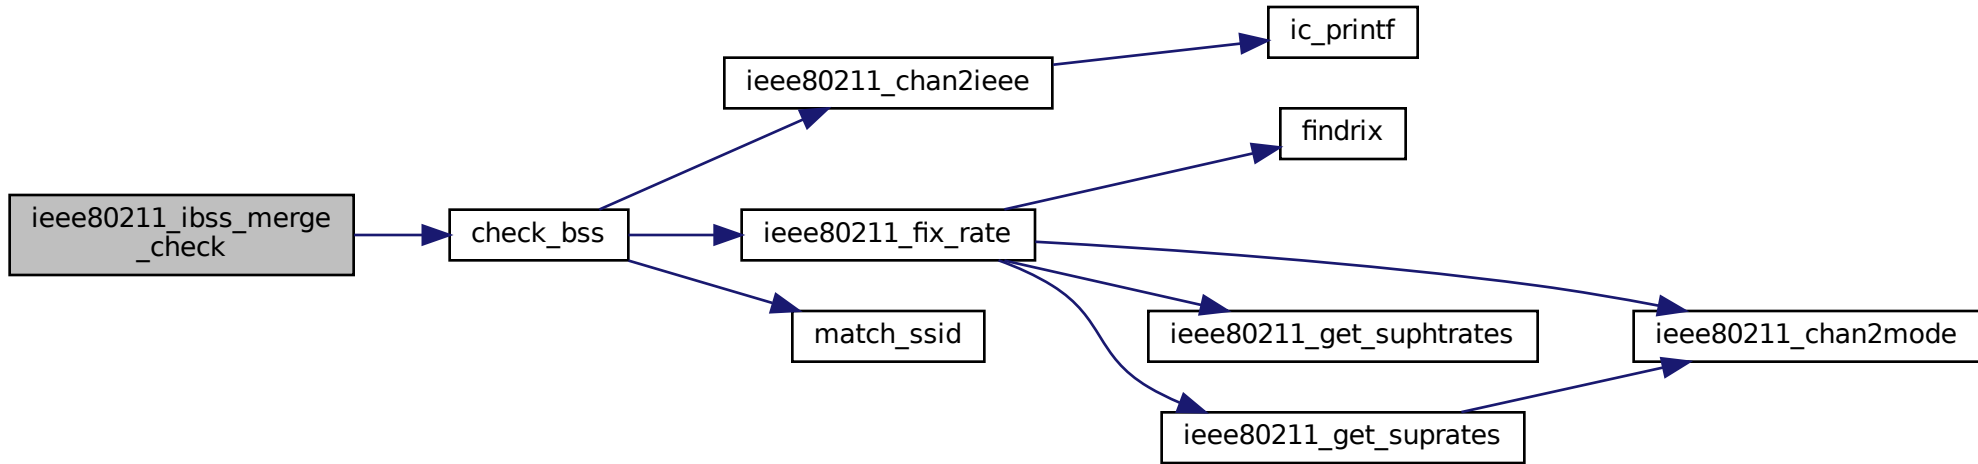 ieee80211_ibss_merge
_check
check_bss
ieee80211_chan2ieee
ic_printf
ieee80211_fix_rate
findrix
ieee80211_get_suphtrates
ieee80211_chan2mode
ieee80211_get_suprates
match_ssid